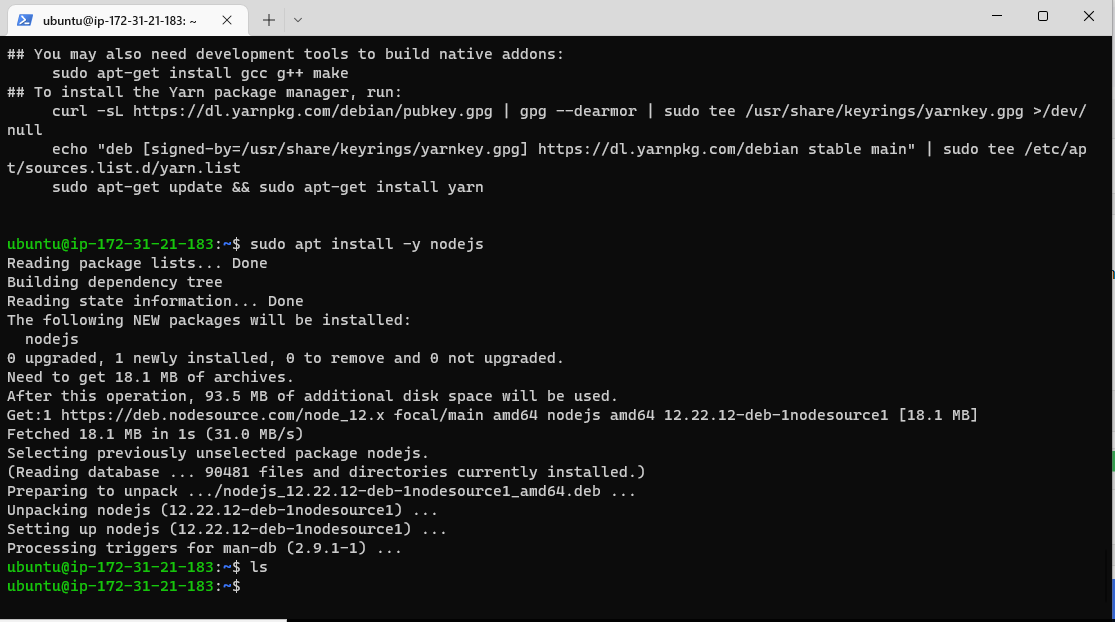 ubuntu@ip-172-31-21-183: ~
## You may also need development tools to build native addons:
     sudo apt-get install gcc g++ make
## To install the Yarn package manager, run:
     curl -sL https://dl.yarnpkg.com/debian/pubkey.gpg | gpg --dearmor | sudo tee /usr/share/keyrings/yarnkey.gpg >/dev/
null
     echo "deb [signed-by=/usr/share/keyrings/yarnkey.gpg] https://dl.yarnpkg.com/debian stable main" | sudo tee /etc/ap
t/sources.list.d/yarn.list
     sudo apt-get update && sudo apt-get install yarn
ubuntu@ip-172-31-21-183:~$ sudo apt install -y nodejs
Reading package lists... Done
Building dependency tree
Reading state information... Done
The following NEW packages will be installed:
  nodejs
0 upgraded, 1 newly installed, 0 to remove and 0 not upgraded.
Need to get 18.1 MB of archives.
After this operation, 93.5 MB of additional disk space will be used.
Get:1 https://deb.nodesource.com/node_12.x focal/main amd64 nodejs amd64 12.22.12-deb-1nodesource1 [18.1 MB]
Fetched 18.1 MB in 1s (31.0 MB/s)
Selecting previously unselected package nodejs.
(Reading database ... 90481 files and directories currently installed.)
Preparing to unpack .../nodejs_12.22.12-deb-1nodesource1_amd64.deb ...
Unpacking nodejs (12.22.12-deb-1nodesource1) ...
Setting up nodejs (12.22.12-deb-1nodesource1) ...
Processing triggers for man-db (2.9.1-1) ...
ubuntu@ip-172-31-21-183:~$ ls
ubuntu@ip-172-31-21-183:~$